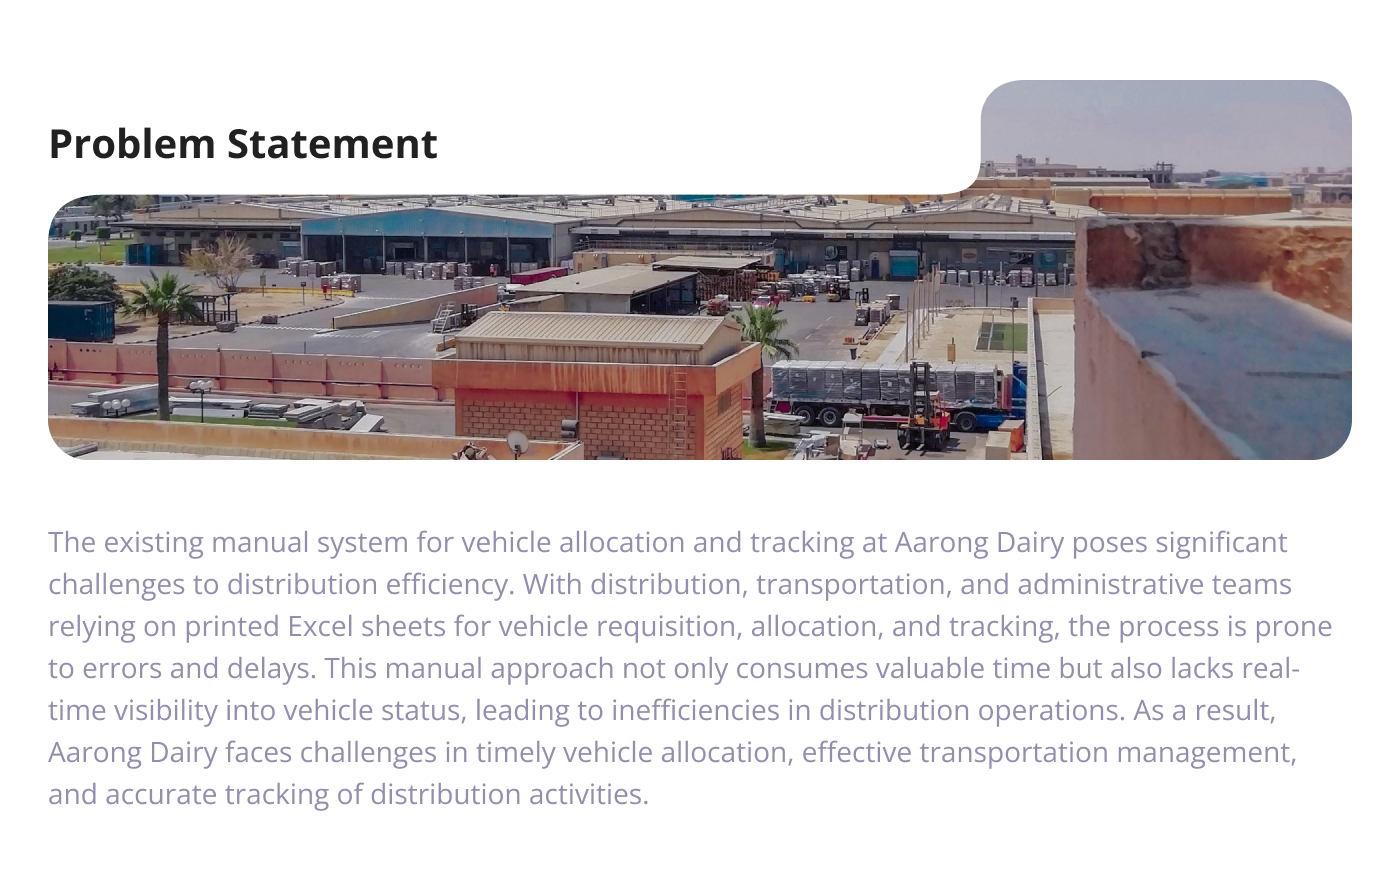 Problem Statement
The existing manual system for vehicle allocation and tracking at Aarong Dairy poses significant
challenges to distribution efficiency. With distribution, transportation, and administrative teams
relying on printed Excel sheets for vehicle requisition, allocation, and tracking, the process is prone
to errors and delays. This manual approach not only consumes valuable time but also lacks real-
time visibility into vehicle status, leading to inefficiencies in distribution operations. As a result,
Aarong Dairy faces challenges in timely vehicle allocation, effective transportation management,
and accurate tracking of distribution activities.